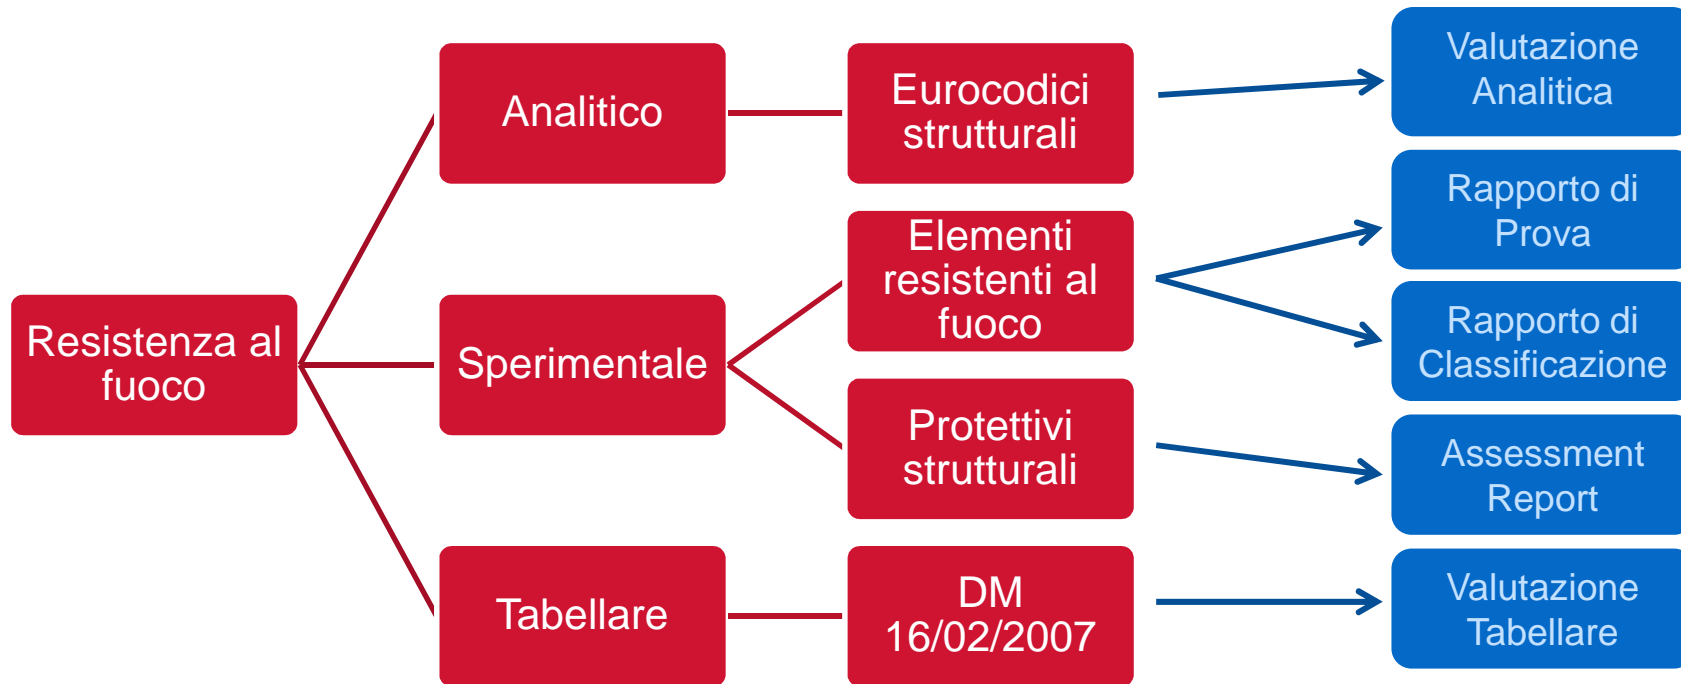 Resistenza al
fuoco
Analitico
Sperimentale
Tabellare
Eurocodici
strutturali
Elementi
resistenti al
fuoco
Protettivi
strutturali
DM
16/02/2007
Valutazione
Analitica
Rapporto di
Prova
Rapporto di
Classificazione
Assessment
Report
Valutazione
Tabellare